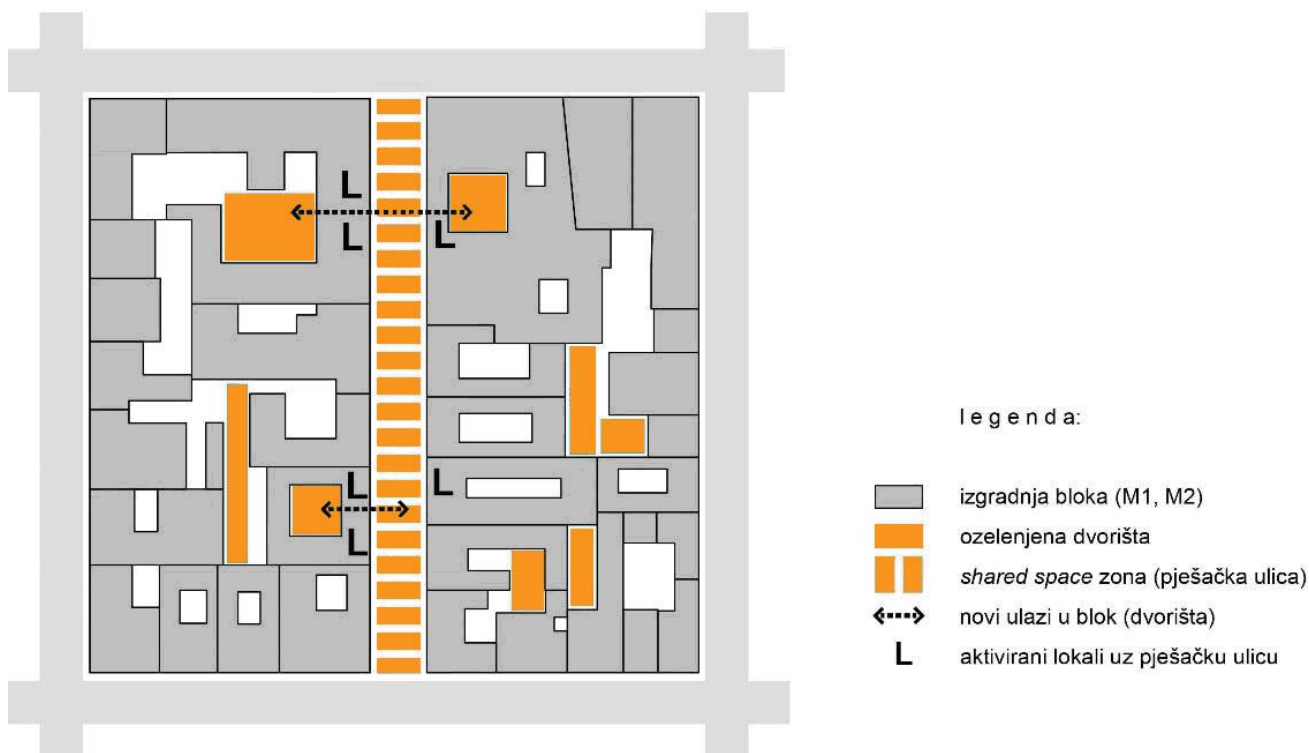 L
L
L
L
L
L
l e g e n d a:
izgradnja bloka (M1, M2)
ozelenjena dvorišta
shared space zona (pješačka ulica)
novi ulazi u blok (dvorišta)
L aktivirani lokali uz pješačku ulicu